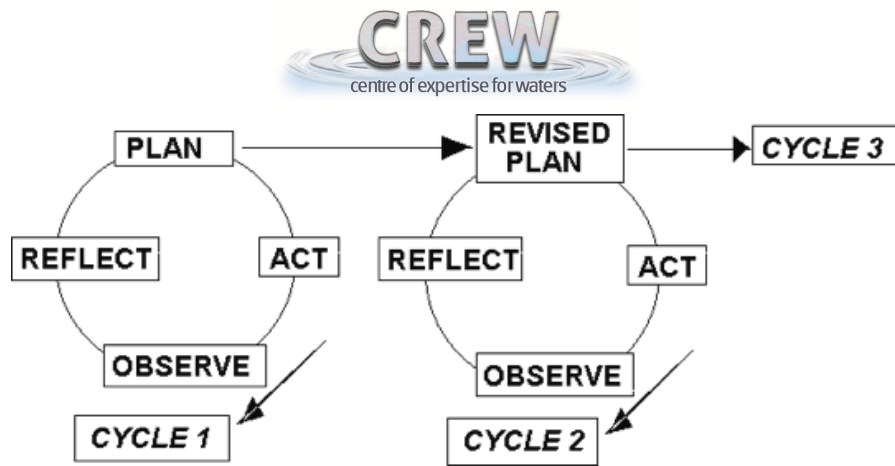 CREW
centre of expertise for waters
PLAN
REVISED
PLAN
CYCLE 3
REFLECT
ACT
REFLECT
ACT
OBSERVE
OBSERVE
CYCLE 1
CYCLE 2